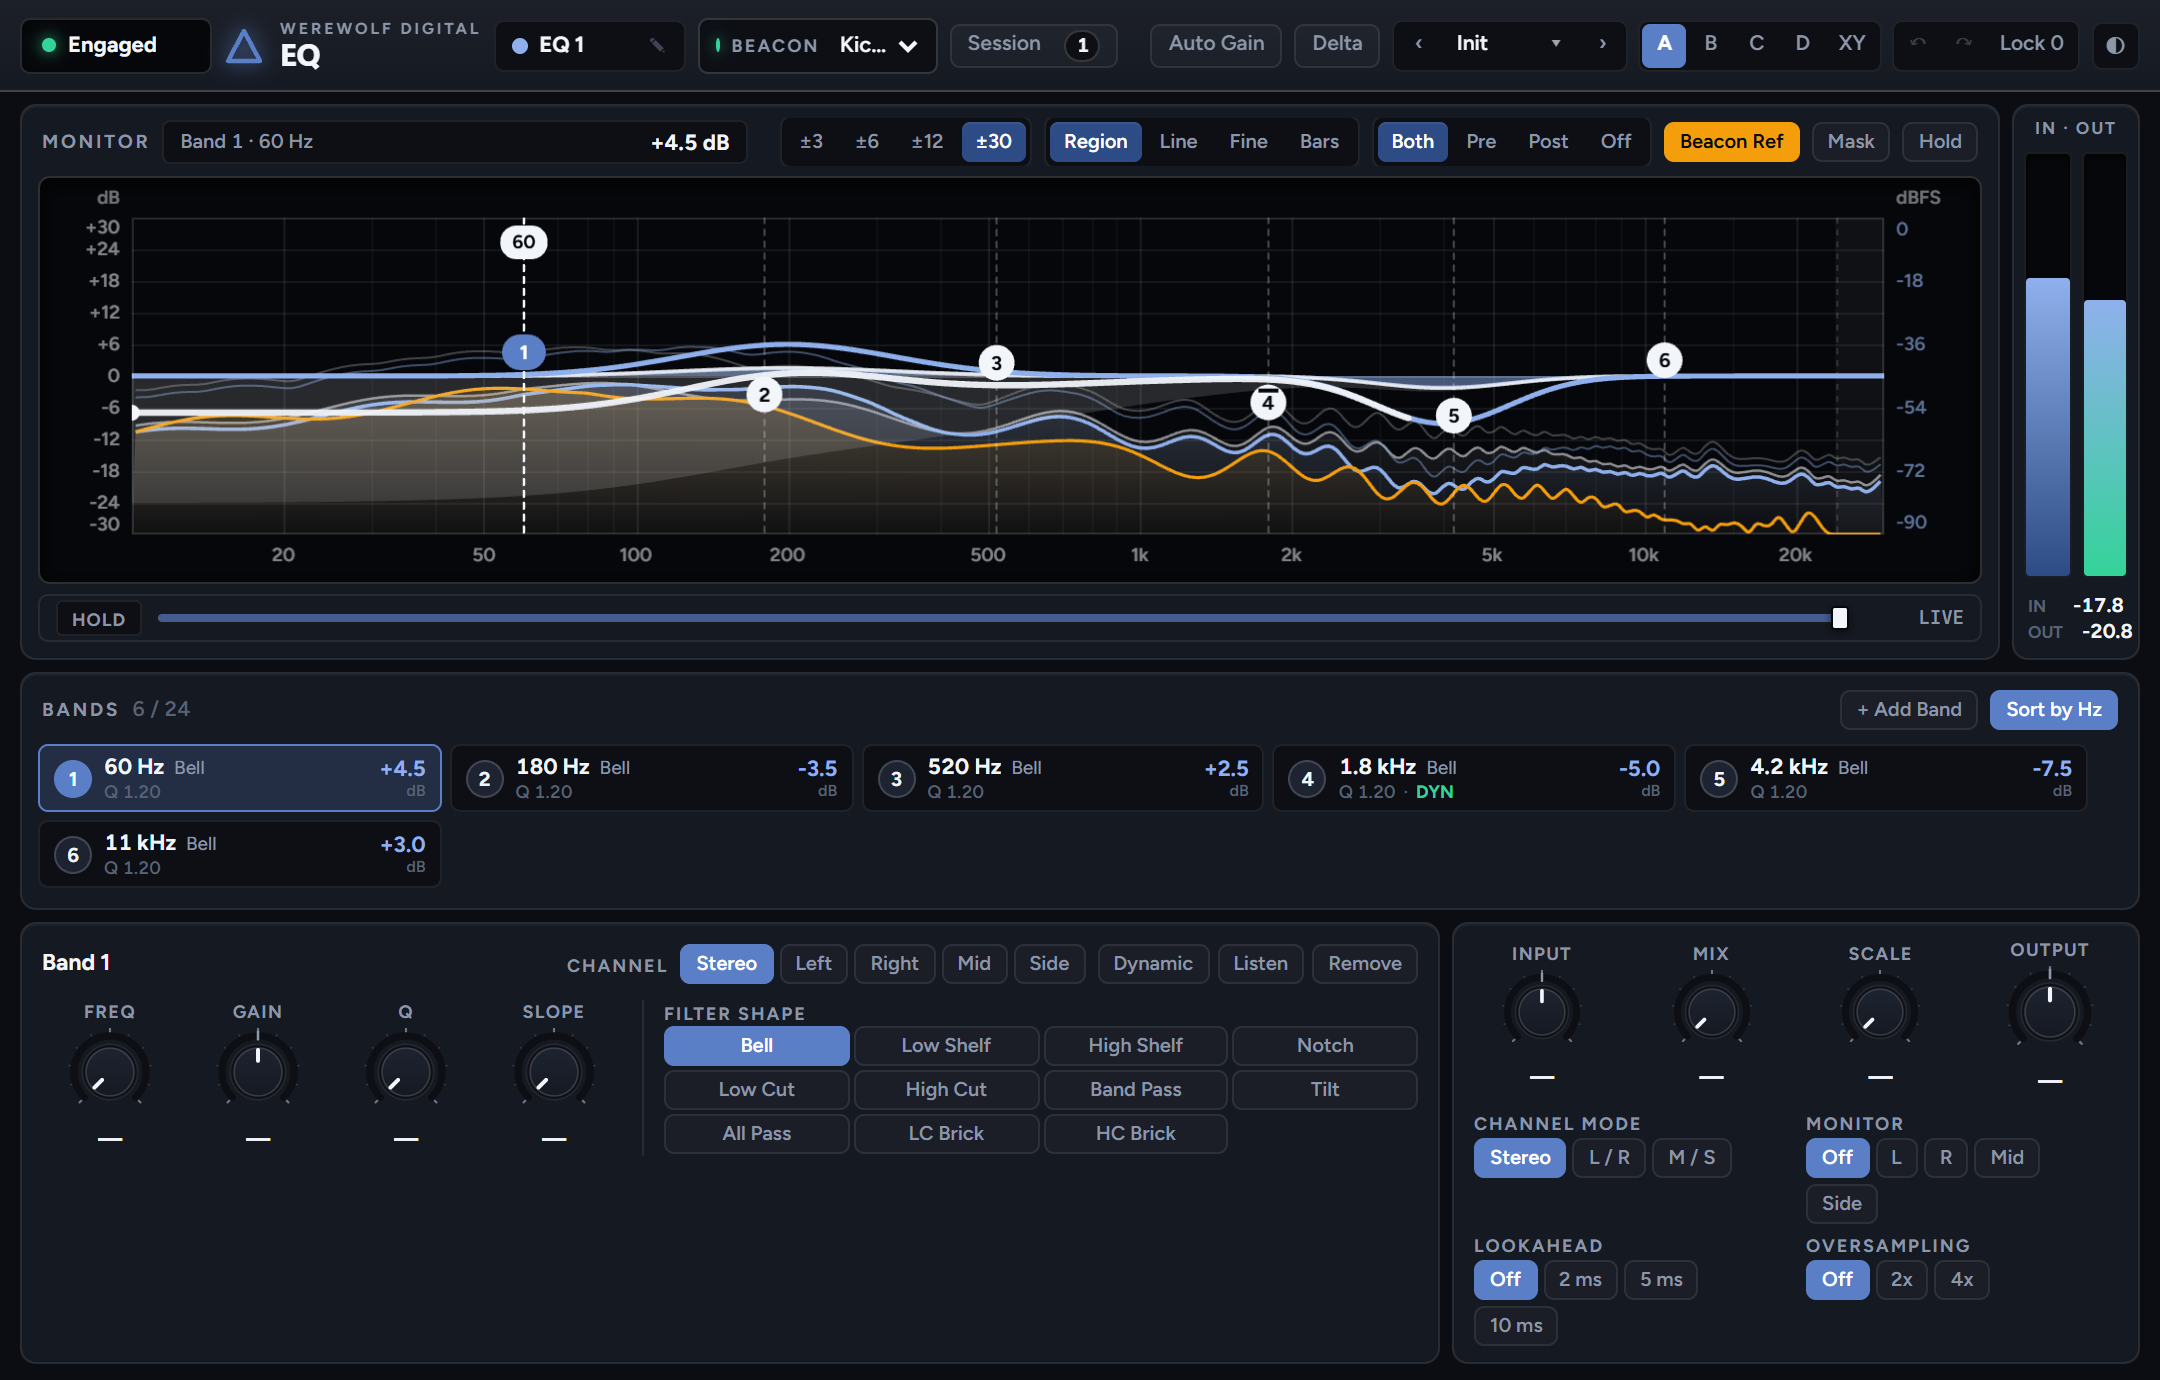 Engaged
WEREWOLF DIGITAL
EQ
EQ 1
BEACON Kic...
Session 1
Auto Gain
Delta
Init
A B C D XY
Lock 0
MONITOR
Band 1 · 60 Hz +4.5 dB
±3 ±6 ±12 ±30
Region Line Fine Bars
Both Pre Post Off
Beacon Ref
Mask
Hold
IN · OUT
dB
dBFS
+30
+24
+18
+12
+6
0
-6
-12
-18
-24
-30
60
1
2
3
4
5
6
0
-18
-36
-54
-72
-90
20 50 100 200 500 1k 2k 5k 10k 20k
HOLD
LIVE
IN -17.8
OUT -20.8
BANDS 6 / 24
+ Add Band
Sort by Hz
1 60 Hz Bell +4.5
Q 1.20 dB
2 180 Hz Bell -3.5
Q 1.20 dB
3 520 Hz Bell +2.5
Q 1.20 dB
4 1.8 kHz Bell -5.0
Q 1.20 · DYN dB
5 4.2 kHz Bell -7.5
Q 1.20 dB
6 11 kHz Bell +3.0
Q 1.20 dB
Band 1
CHANNEL Stereo Left Right Mid Side Dynamic Listen Remove
FREQ GAIN Q SLOPE
— — — —
FILTER SHAPE
Bell Low Shelf High Shelf Notch
Low Cut High Cut Band Pass Tilt
All Pass LC Brick HC Brick
INPUT MIX SCALE OUTPUT
— — — —
CHANNEL MODE
Stereo L / R M / S
MONITOR
Off L R Mid
Side
LOOKAHEAD
Off 2 ms 5 ms
10 ms
OVERSAMPLING
Off 2x 4x